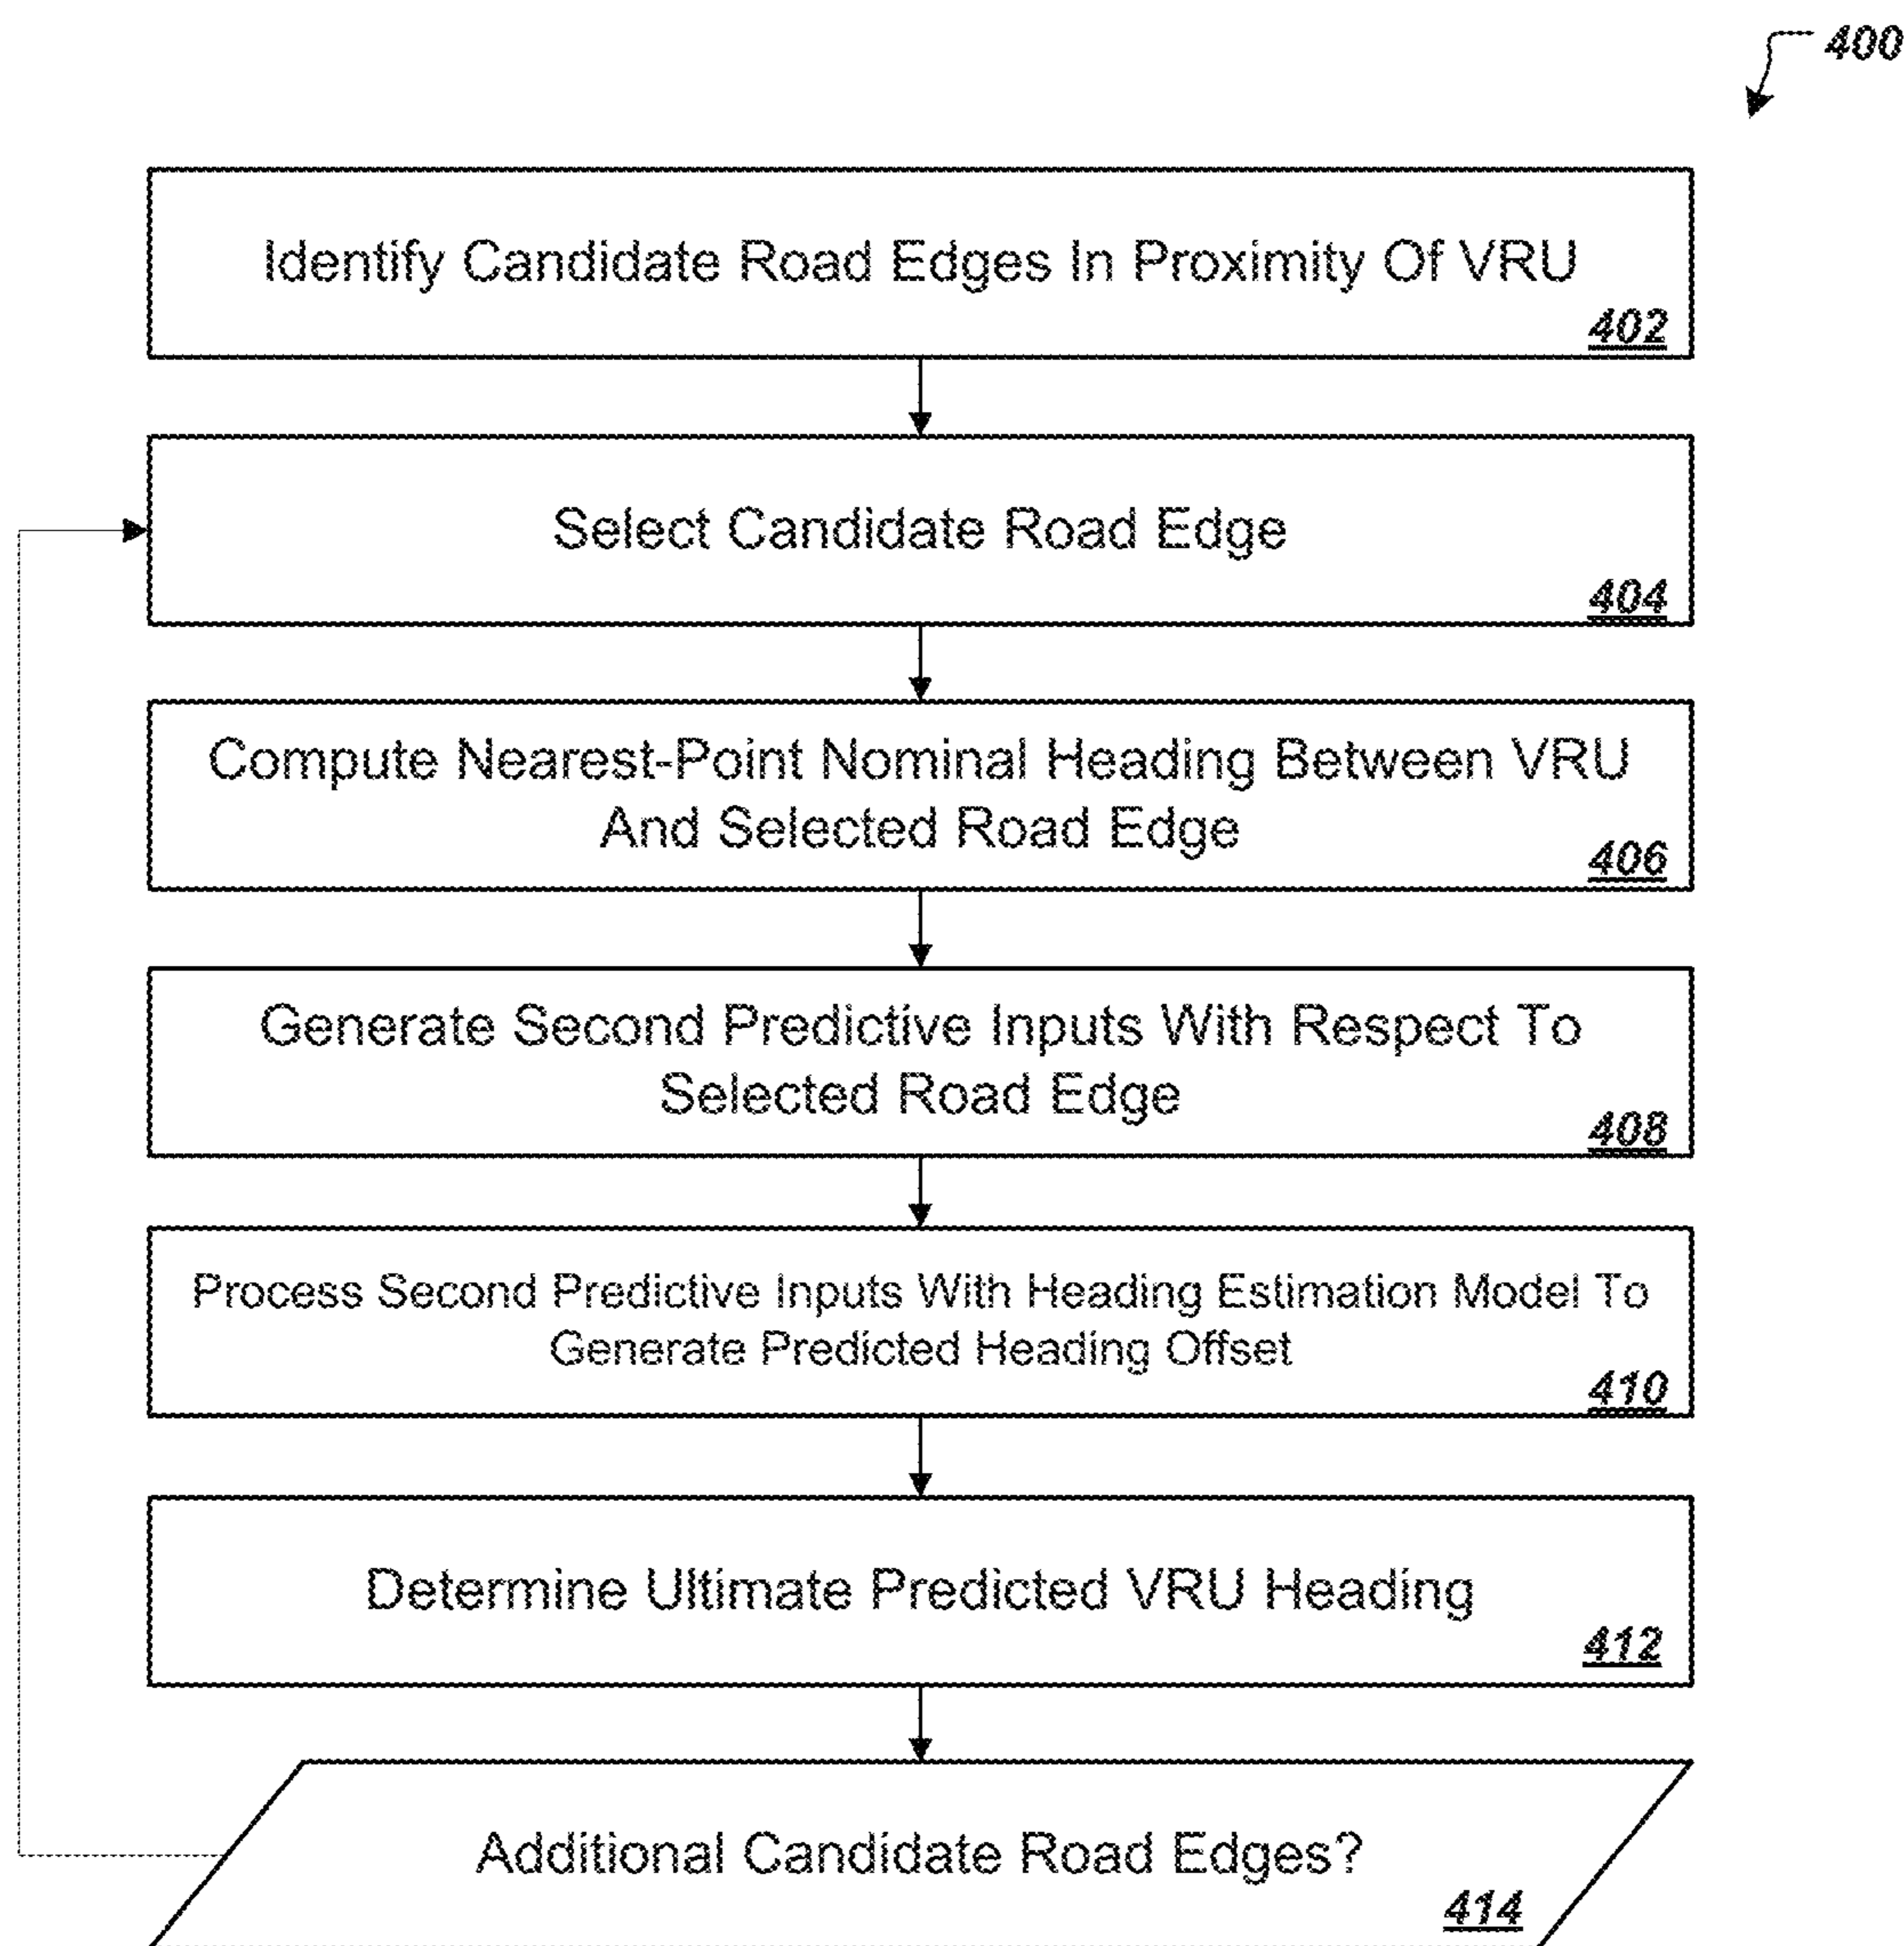 400
Identify Candidate Road Edges In Proximity Of VRU
402
Select Candidate Road Edge
404
Compute Nearest-Point Nominal Heading Between VRU
And Selected Road Edge
406
Generate Second Predictive Inputs With Respect To
Selected Road Edge
408
Process Second Predictive Inputs With Heading Estimation Model To
Generate Predicted Heading Offset
410
Determine Ultimate Predicted VRU Heading
412
Additional Candidate Road Edges?
414